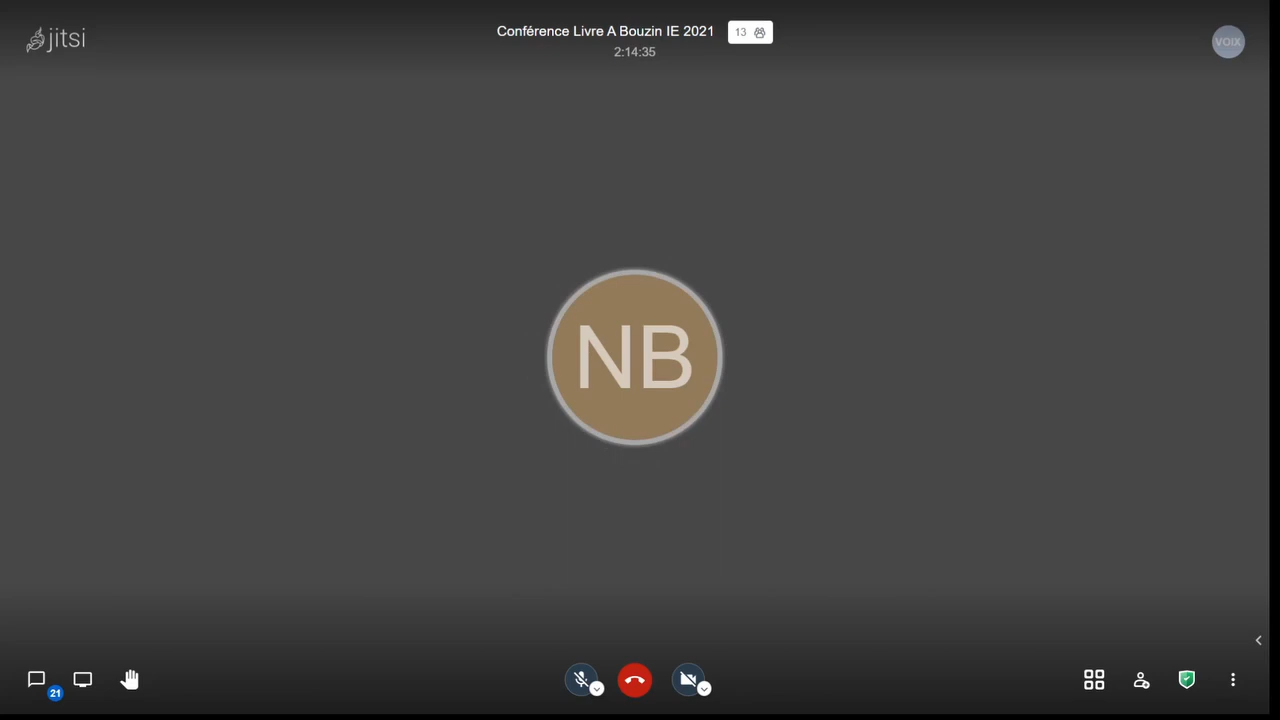 jitsi
Conférence Livre A Bouzin IE 2021
13
2:14:35
VOIX
NB
21